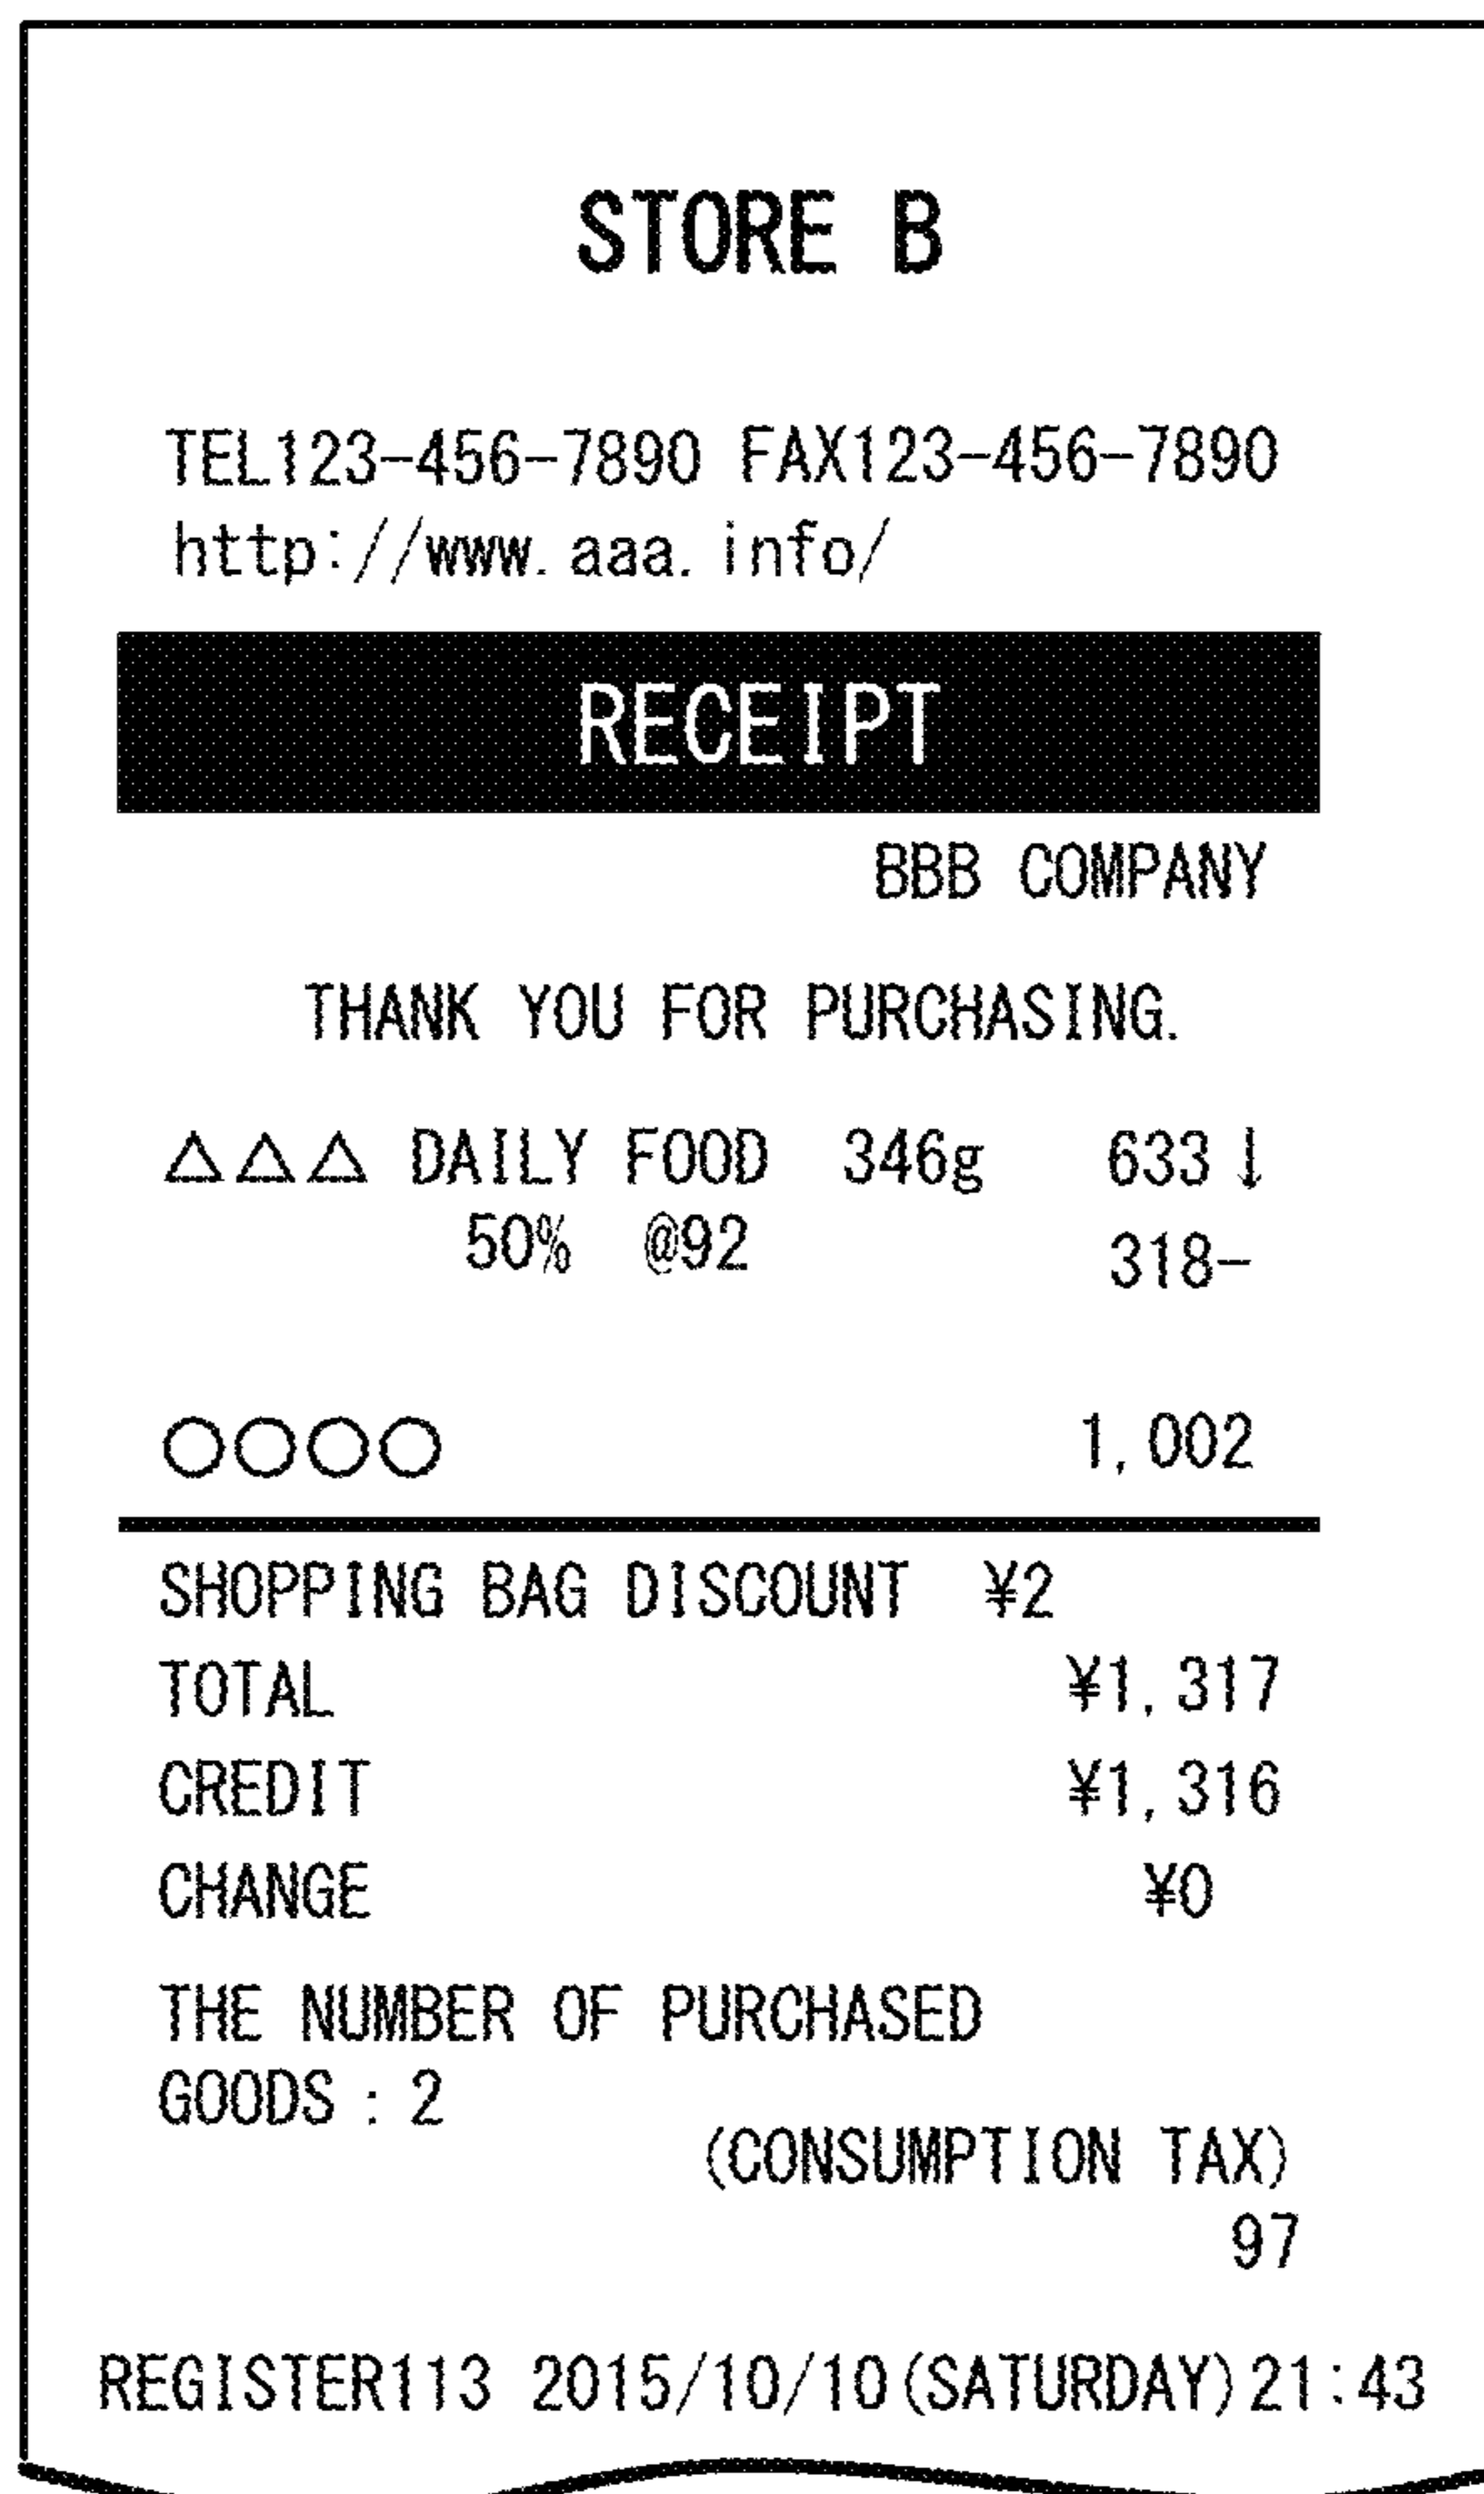 STORE B
TEL123-456-7890 FAX123-456-7890
http://www.aaa.info/
RECEIPT
BBB COMPANY
THANK YOU FOR PURCHASING.
△△△ DAILY FOOD 346g 633↓
50% @92 318-
○○○○ 1,002
SHOPPING BAG DISCOUNT ¥2
TOTAL ¥1,317
CREDIT ¥1,316
CHANGE ¥0
THE NUMBER OF PURCHASED
GOODS : 2
(CONSUMPTION TAX)
97
REGISTER113 2015/10/10(SATURDAY)21:43